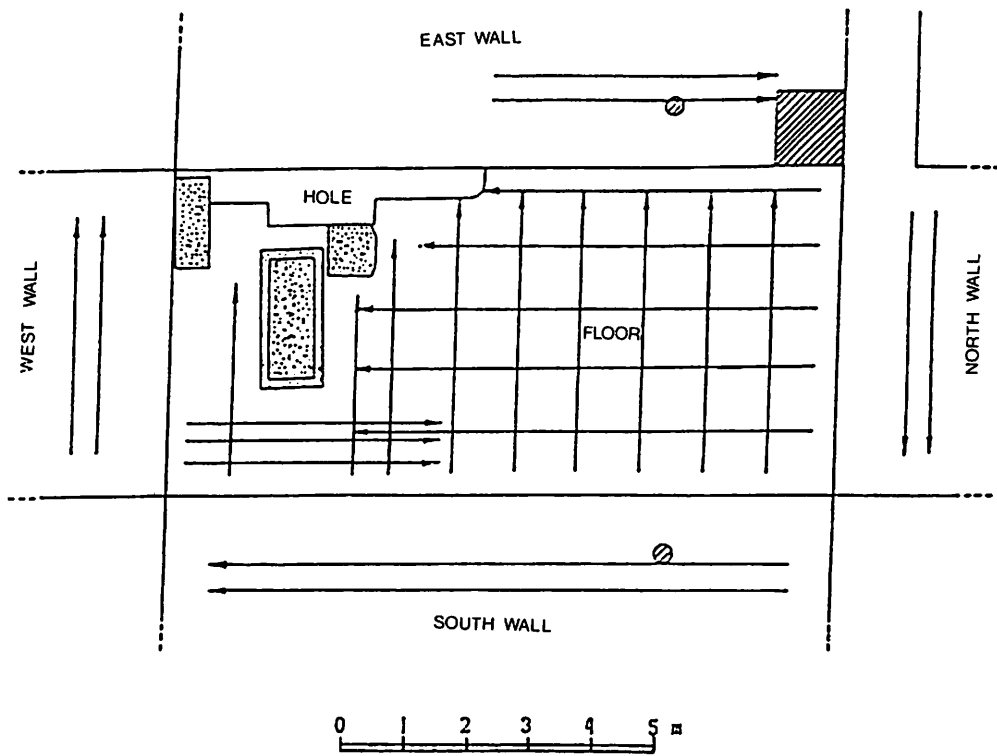 EAST WALL
HOLE
WEST WALL
FLOOR
NORTH WALL
SOUTH WALL
0 1 2 3 4 5 m